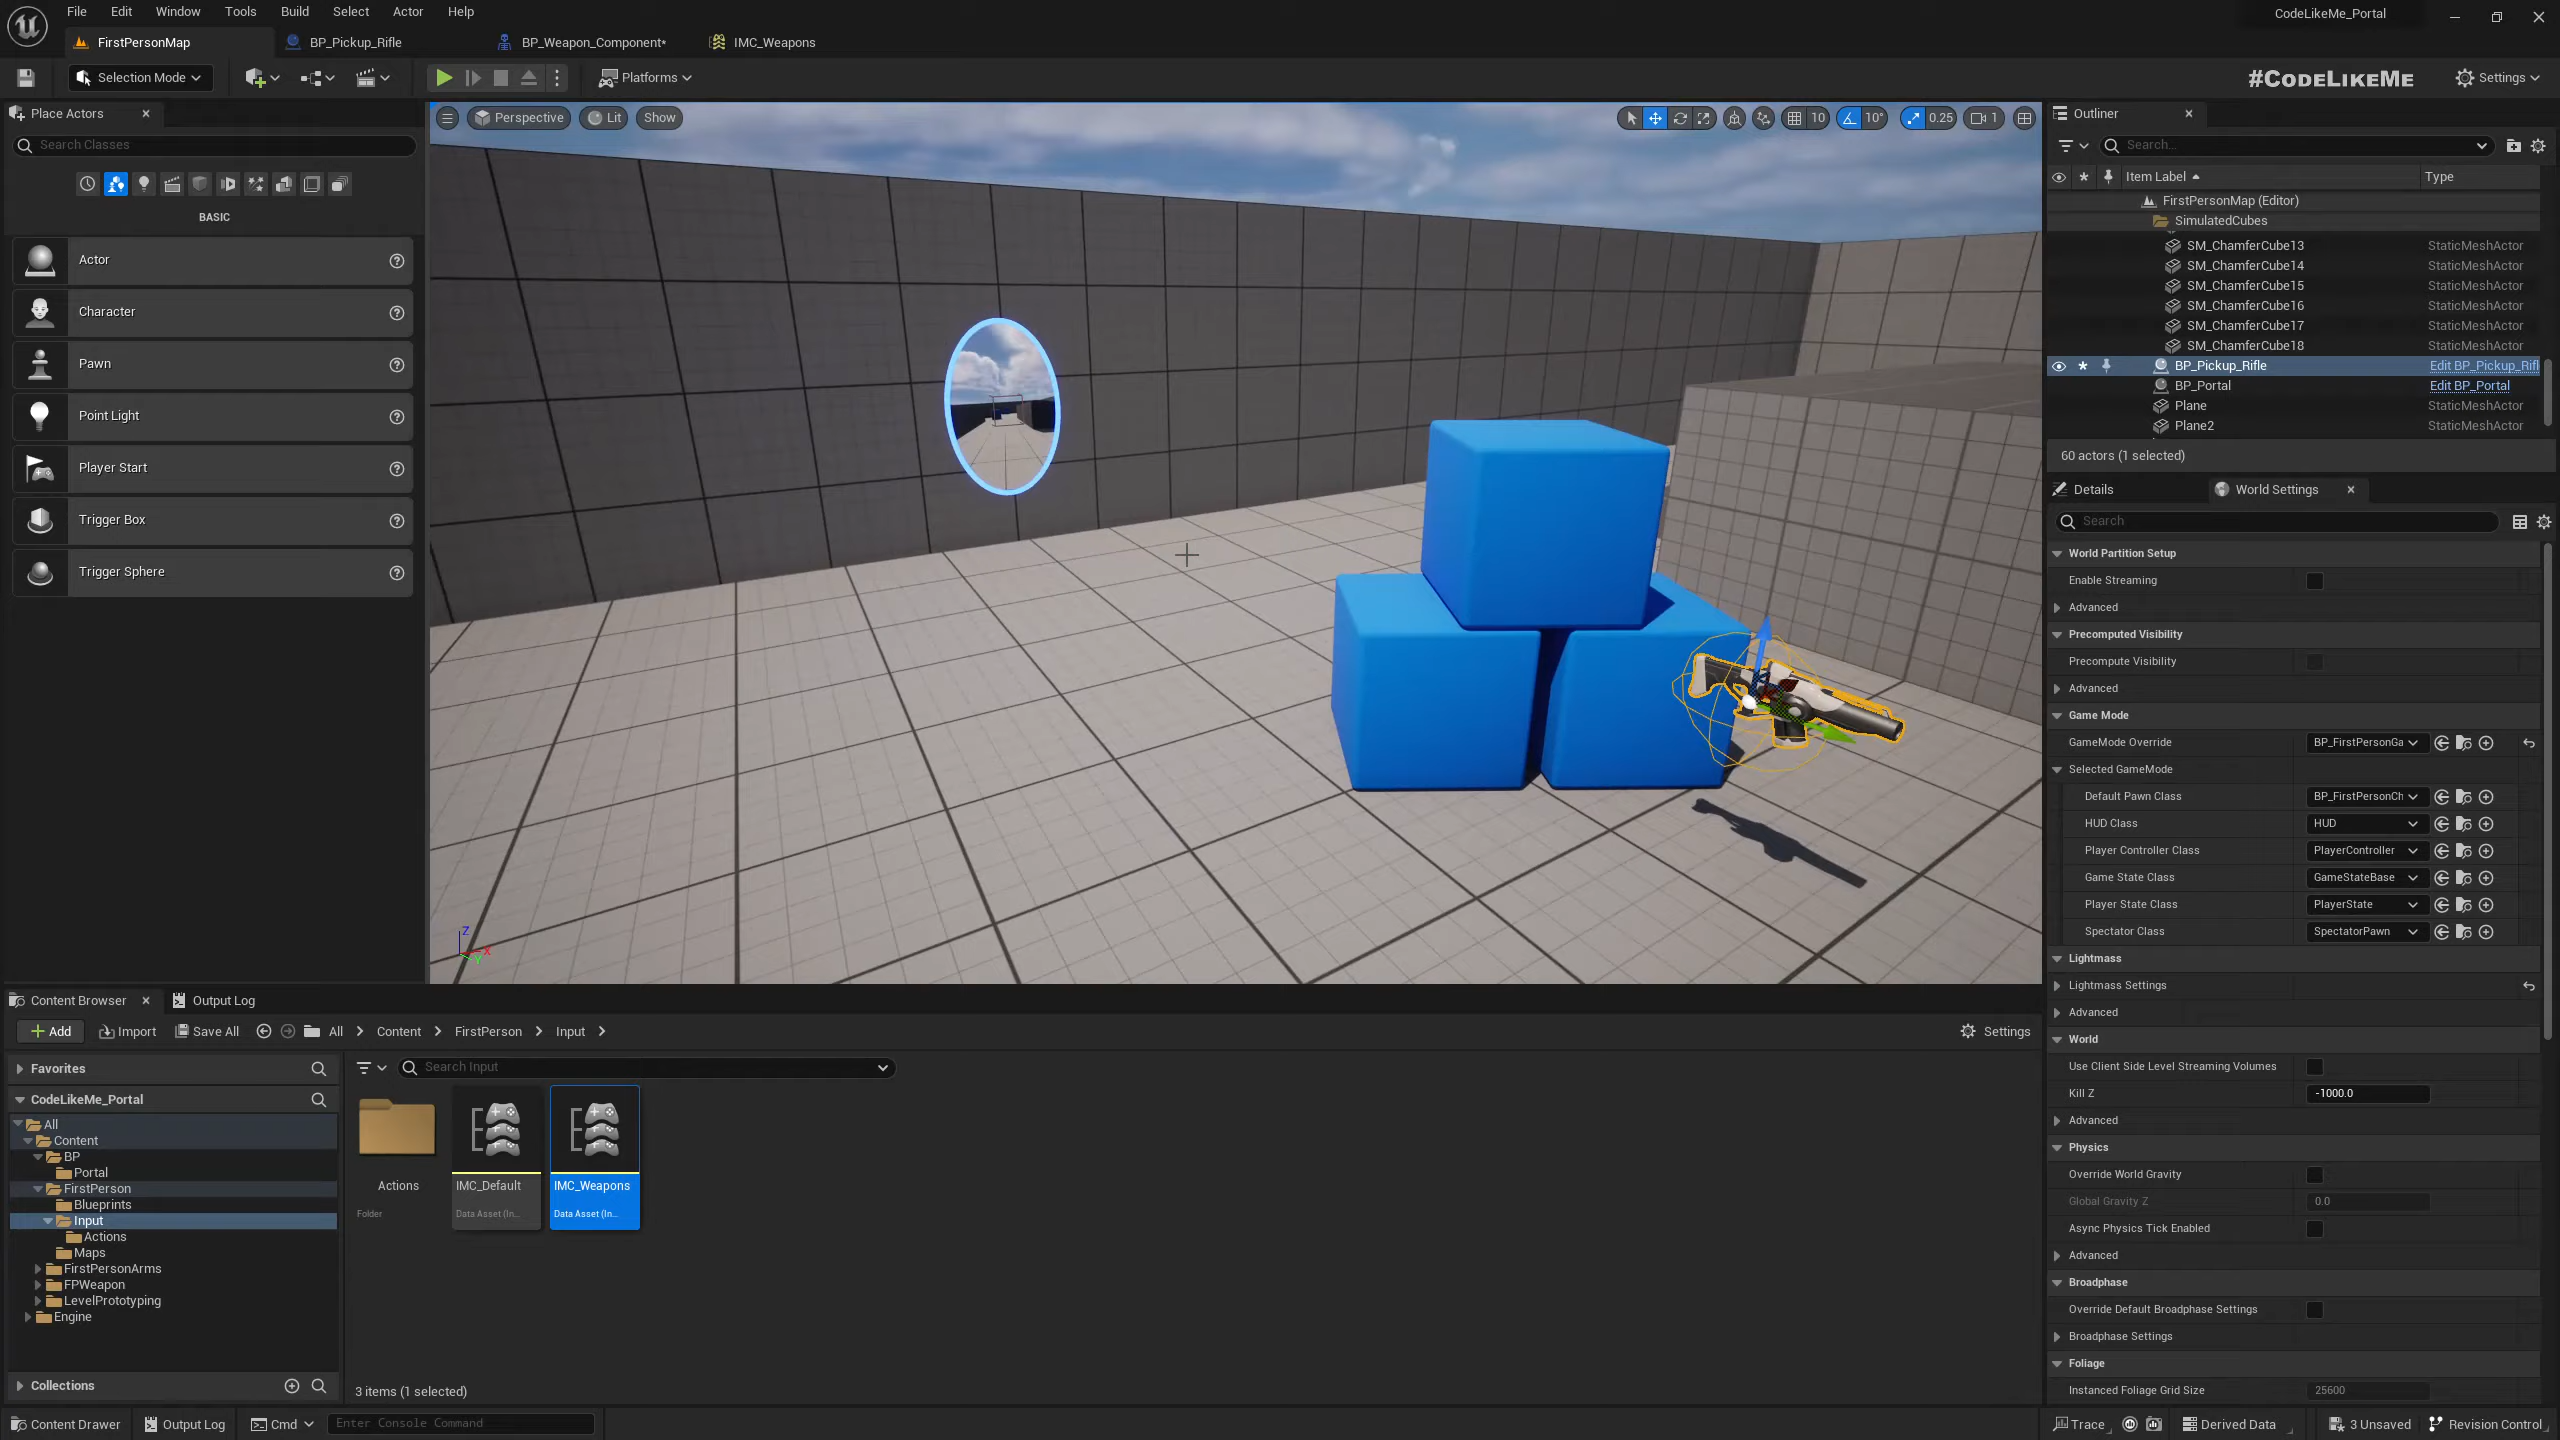 File Edit Window Tools Build Select Actor Help
CodeLikeMe_Portal
FirstPersonMap
BP_Pickup_Rifle
BP_Weapon_Component*
IMC_Weapons
Selection Mode
Platforms
#CODELIKEME
Settings
Place Actors
Search Classes
BASIC
Actor
Character
Pawn
Point Light
Player Start
Trigger Box
Trigger Sphere
Perspective
Lit
Show
10
10°
0.25
1
Z
X
Y
Outliner
Search...
Item Label
Type
FirstPersonMap (Editor)
SimulatedCubes
SM_ChamferCube13 StaticMeshActor
SM_ChamferCube14 StaticMeshActor
SM_ChamferCube15 StaticMeshActor
SM_ChamferCube16 StaticMeshActor
SM_ChamferCube17 StaticMeshActor
SM_ChamferCube18 StaticMeshActor
BP_Pickup_Rifle Edit BP_Pickup_Rifl
BP_Portal Edit BP_Portal
Plane StaticMeshActor
Plane2 StaticMeshActor
60 actors (1 selected)
Details
World Settings
Search
World Partition Setup
Enable Streaming
Advanced
Precomputed Visibility
Precompute Visibility
Advanced
Game Mode
GameMode Override BP_FirstPersonGa
Selected GameMode
Default Pawn Class BP_FirstPersonCh
HUD Class HUD
Player Controller Class PlayerController
Game State Class GameStateBase
Player State Class PlayerState
Spectator Class SpectatorPawn
Lightmass
Lightmass Settings
Advanced
World
Use Client Side Level Streaming Volumes
Kill Z -1000.0
Advanced
Physics
Override World Gravity
Global Gravity Z 0.0
Async Physics Tick Enabled
Advanced
Broadphase
Override Default Broadphase Settings
Broadphase Settings
Foliage
Instanced Foliage Grid Size 25600
Content Browser
Output Log
Add
Import
Save All
All
Content
FirstPerson
Input
Settings
Favorites
CodeLikeMe_Portal
All
Content
BP
Portal
FirstPerson
Blueprints
Input
Actions
Maps
FirstPersonArms
FPWeapon
LevelPrototyping
Engine
Collections
Search Input
Actions
Folder
IMC_Default
Data Asset (In...
IMC_Weapons
Data Asset (In...
3 items (1 selected)
Content Drawer
Output Log
Cmd
Enter Console Command
Trace
Derived Data
3 Unsaved
Revision Control